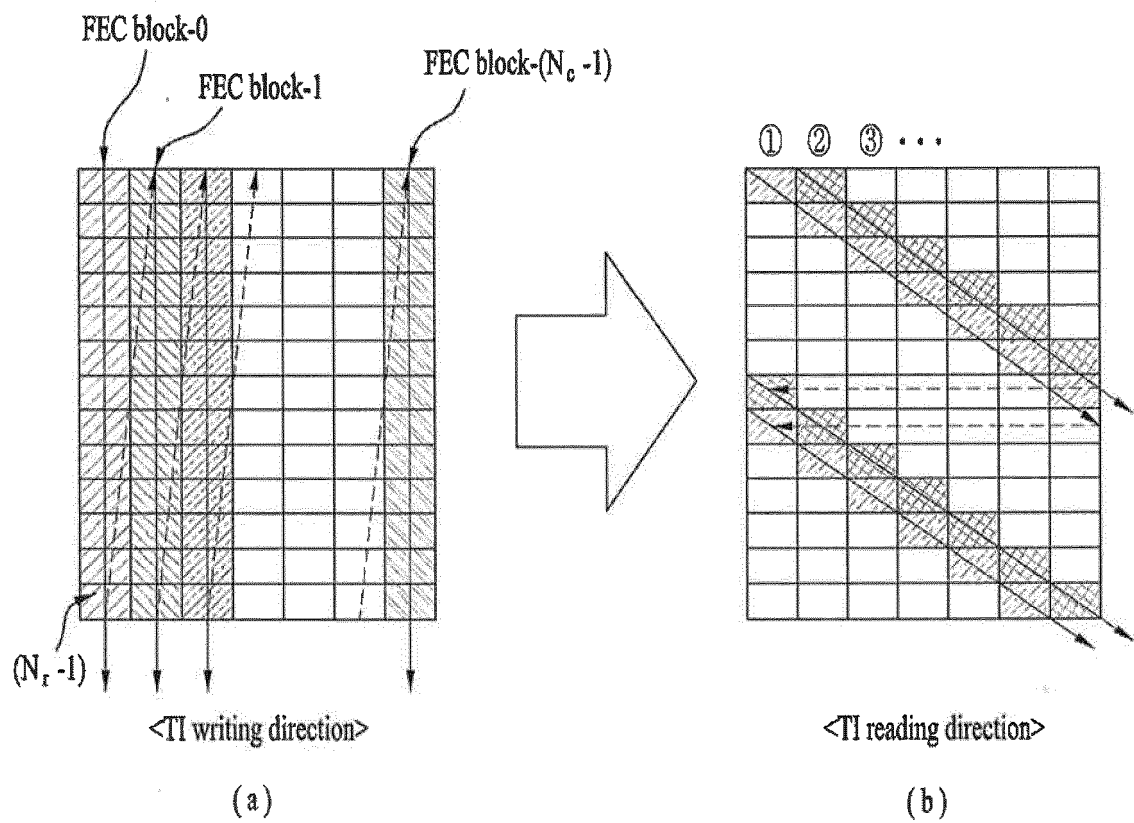 FEC block-0
FEC block-1
FEC block-(N_c -1)
① ② ③ ···
(N_r -1)
<TI writing direction>
<TI reading direction>
(a)
(b)